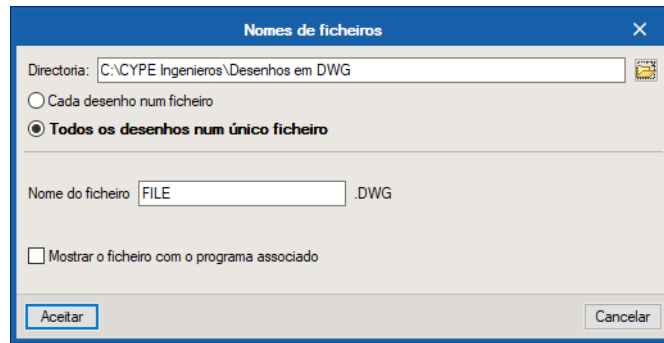 Nomes de ficheiros
Directoria: C:\CYPE Ingenieros\Desenhos em DWG
Cada desenho num ficheiro
Todos os desenhos num único ficheiro
Nome do ficheiro FILE .DWG
Mostrar o ficheiro com o programa associado
Aceitar Cancelar